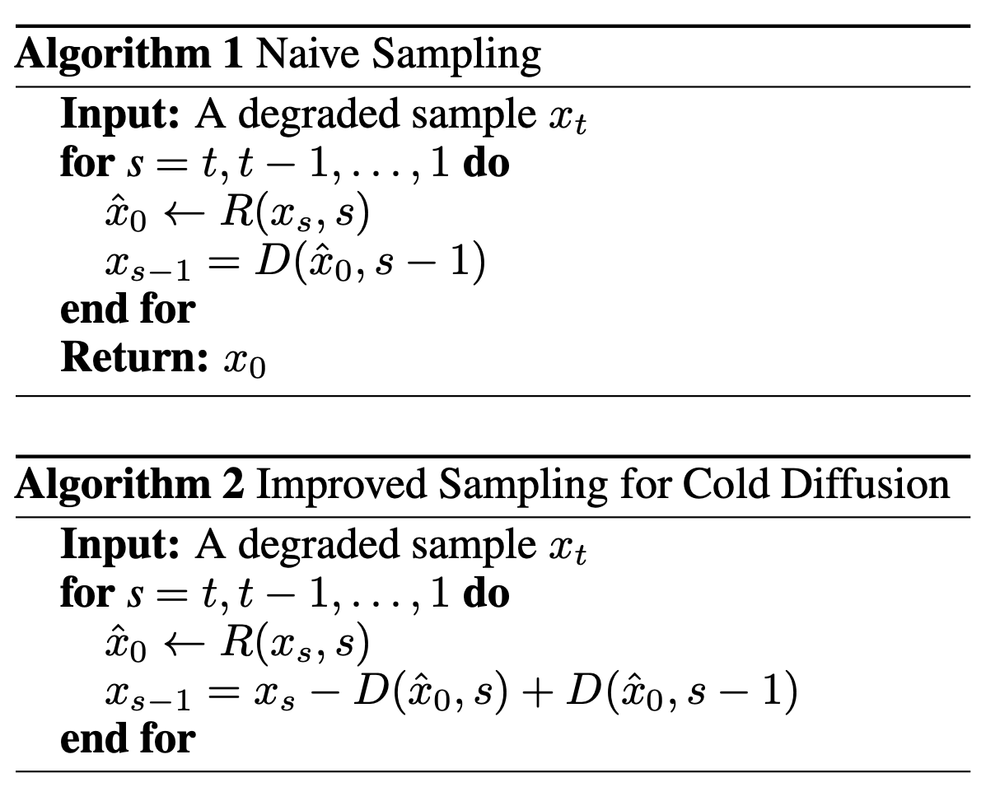 Algorithm 1 Naive Sampling
Input: A degraded sample $x_t$
for $s = t, t - 1, \ldots, 1$ do
$\hat{x}_0 \leftarrow R(x_s, s)$
$x_{s-1} = D(\hat{x}_0, s - 1)$
end for
Return: $x_0$
Algorithm 2 Improved Sampling for Cold Diffusion
Input: A degraded sample $x_t$
for $s = t, t - 1, \ldots, 1$ do
$\hat{x}_0 \leftarrow R(x_s, s)$
$x_{s-1} = x_s - D(\hat{x}_0, s) + D(\hat{x}_0, s - 1)$
end for